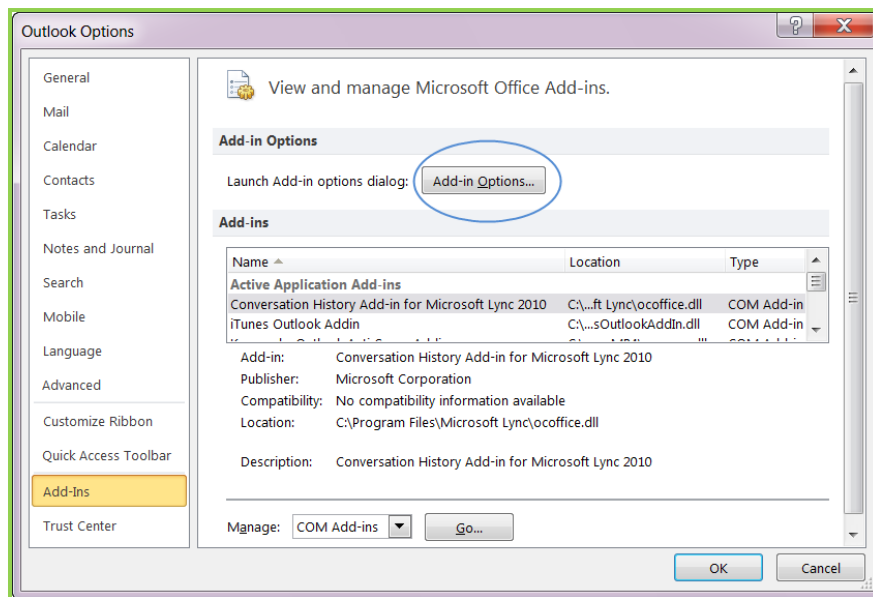 Outlook Options
General
Mail
Calendar
Contacts
Tasks
Notes and Journal
Search
Mobile
Language
Advanced
Customize Ribbon
Quick Access Toolbar
Add-Ins
Trust Center
View and manage Microsoft Office Add-ins.
Add-in Options
Launch Add-in options dialog: Add-in Options...
Add-ins
Name Location Type
Active Application Add-ins
Conversation History Add-in for Microsoft Lync 2010 C:\...ft Lync\ocoffice.dll COM Add-in
iTunes Outlook Addin C:\...sOutlookAddIn.dll COM Add-in
Add-in: Conversation History Add-in for Microsoft Lync 2010
Publisher: Microsoft Corporation
Compatibility: No compatibility information available
Location: C:\Program Files\Microsoft Lync\ocoffice.dll
Description: Conversation History Add-in for Microsoft Lync 2010
Manage: COM Add-ins Go...
OK Cancel